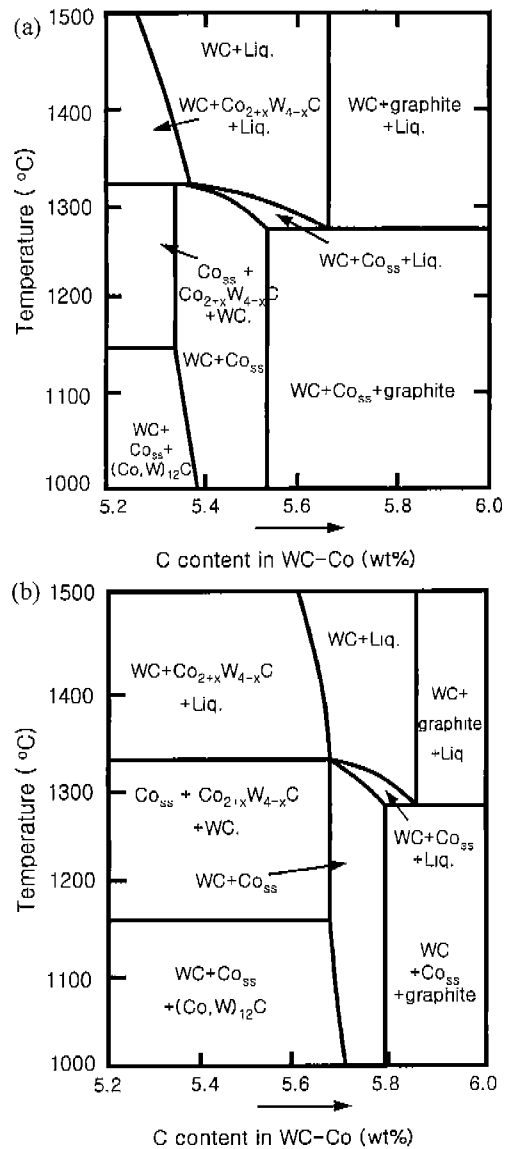 (a)
1500
1400
1300
1200
1100
1000
Temperature ( °C)
WC+Liq.
WC+Co₂₊ₓW₄₋ₓC
+Liq.
WC+graphite
+Liq.
WC+Coss+Liq.
Coss +
Co₂₊ₓW₄₋ₓC
+WC.
WC+Coss
WC+Coss+graphite
WC+
Coss+
(Co,W)₁₂C
5.2 5.4 5.6 5.8 6.0
C content in WC-Co (wt%)
(b)
1500
1400
1300
1200
1100
1000
Temperature ( °C)
WC+Liq.
WC+Co₂₊ₓW₄₋ₓC
+Liq.
WC+
graphite
+Liq
Coss + Co₂₊ₓW₄₋ₓC
+WC.
WC+Coss
+Liq.
WC+Coss
WC+Coss
+(Co,W)₁₂C
WC
+Coss
+graphite
5.2 5.4 5.6 5.8 6.0
C content in WC-Co (wt%)